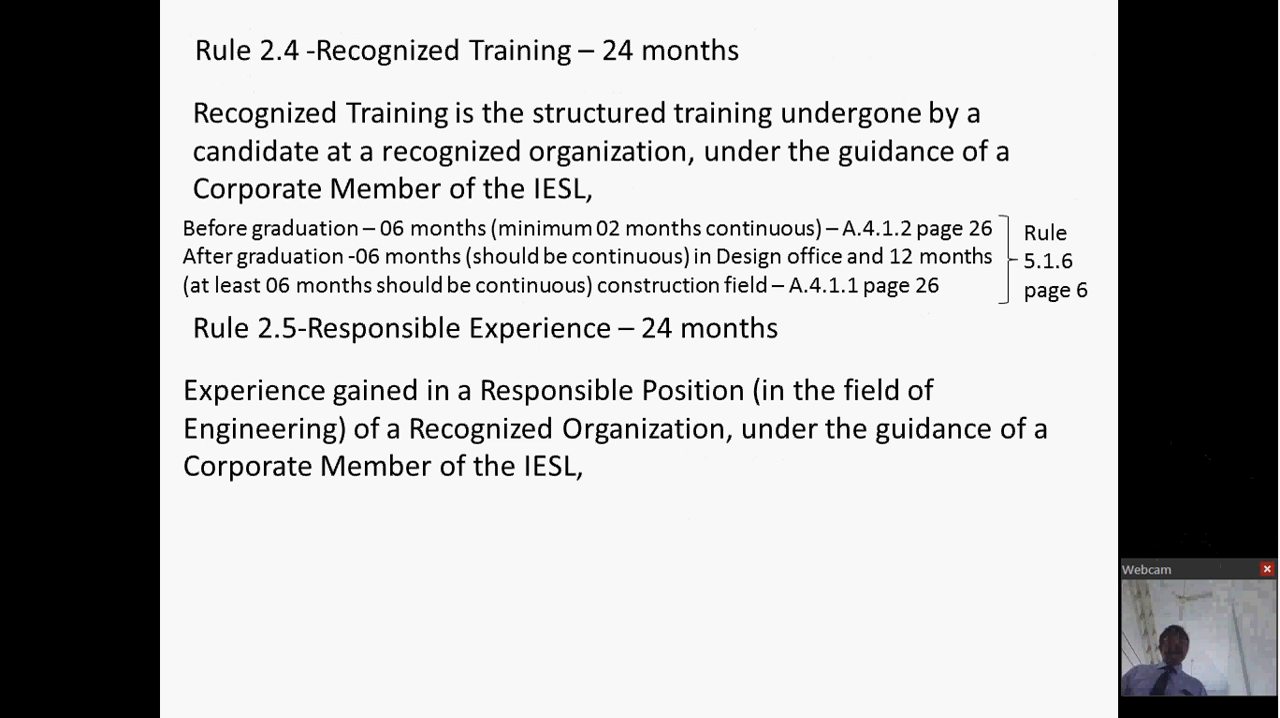 Rule 2.4 -Recognized Training – 24 months
Recognized Training is the structured training undergone by a
candidate at a recognized organization, under the guidance of a
Corporate Member of the IESL,
Before graduation – 06 months (minimum 02 months continuous) – A.4.1.2 page 26
After graduation -06 months (should be continuous) in Design office and 12 months
(at least 06 months should be continuous) construction field – A.4.1.1 page 26
Rule
5.1.6
page 6
Rule 2.5-Responsible Experience – 24 months
Experience gained in a Responsible Position (in the field of
Engineering) of a Recognized Organization, under the guidance of a
Corporate Member of the IESL,
Webcam